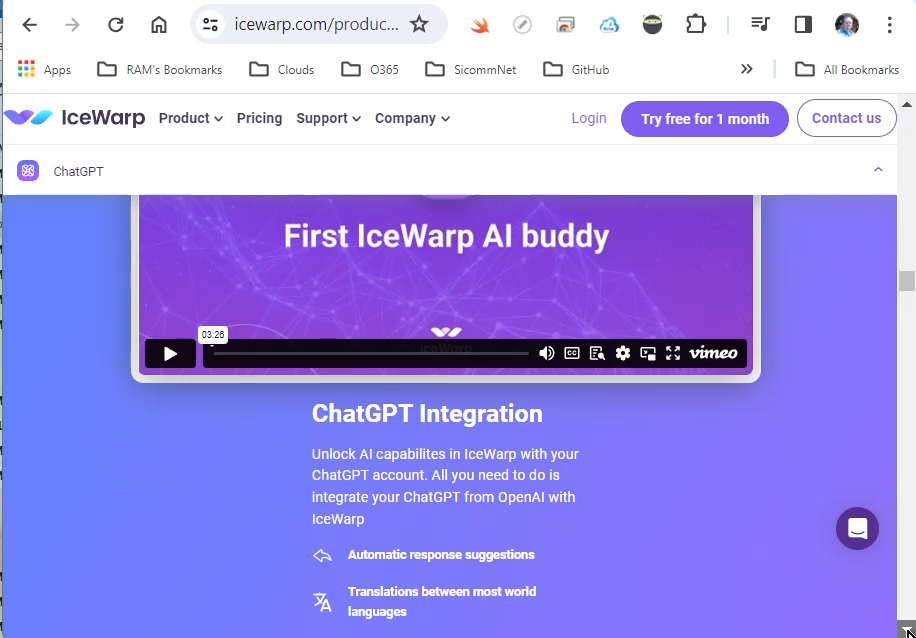 icewarp.com/produc...
Apps
RAM's Bookmarks
Clouds
O365
SicommNet
GitHub
All Bookmarks
IceWarp
Product
Pricing
Support
Company
Login
Try free for 1 month
Contact us
ChatGPT
First IceWarp AI buddy
03:26
CC
vimeo
ChatGPT Integration
Unlock AI capabilites in IceWarp with your
ChatGPT account. All you need to do is
integrate your ChatGPT from OpenAI with
IceWarp
Automatic response suggestions
Translations between most world
languages